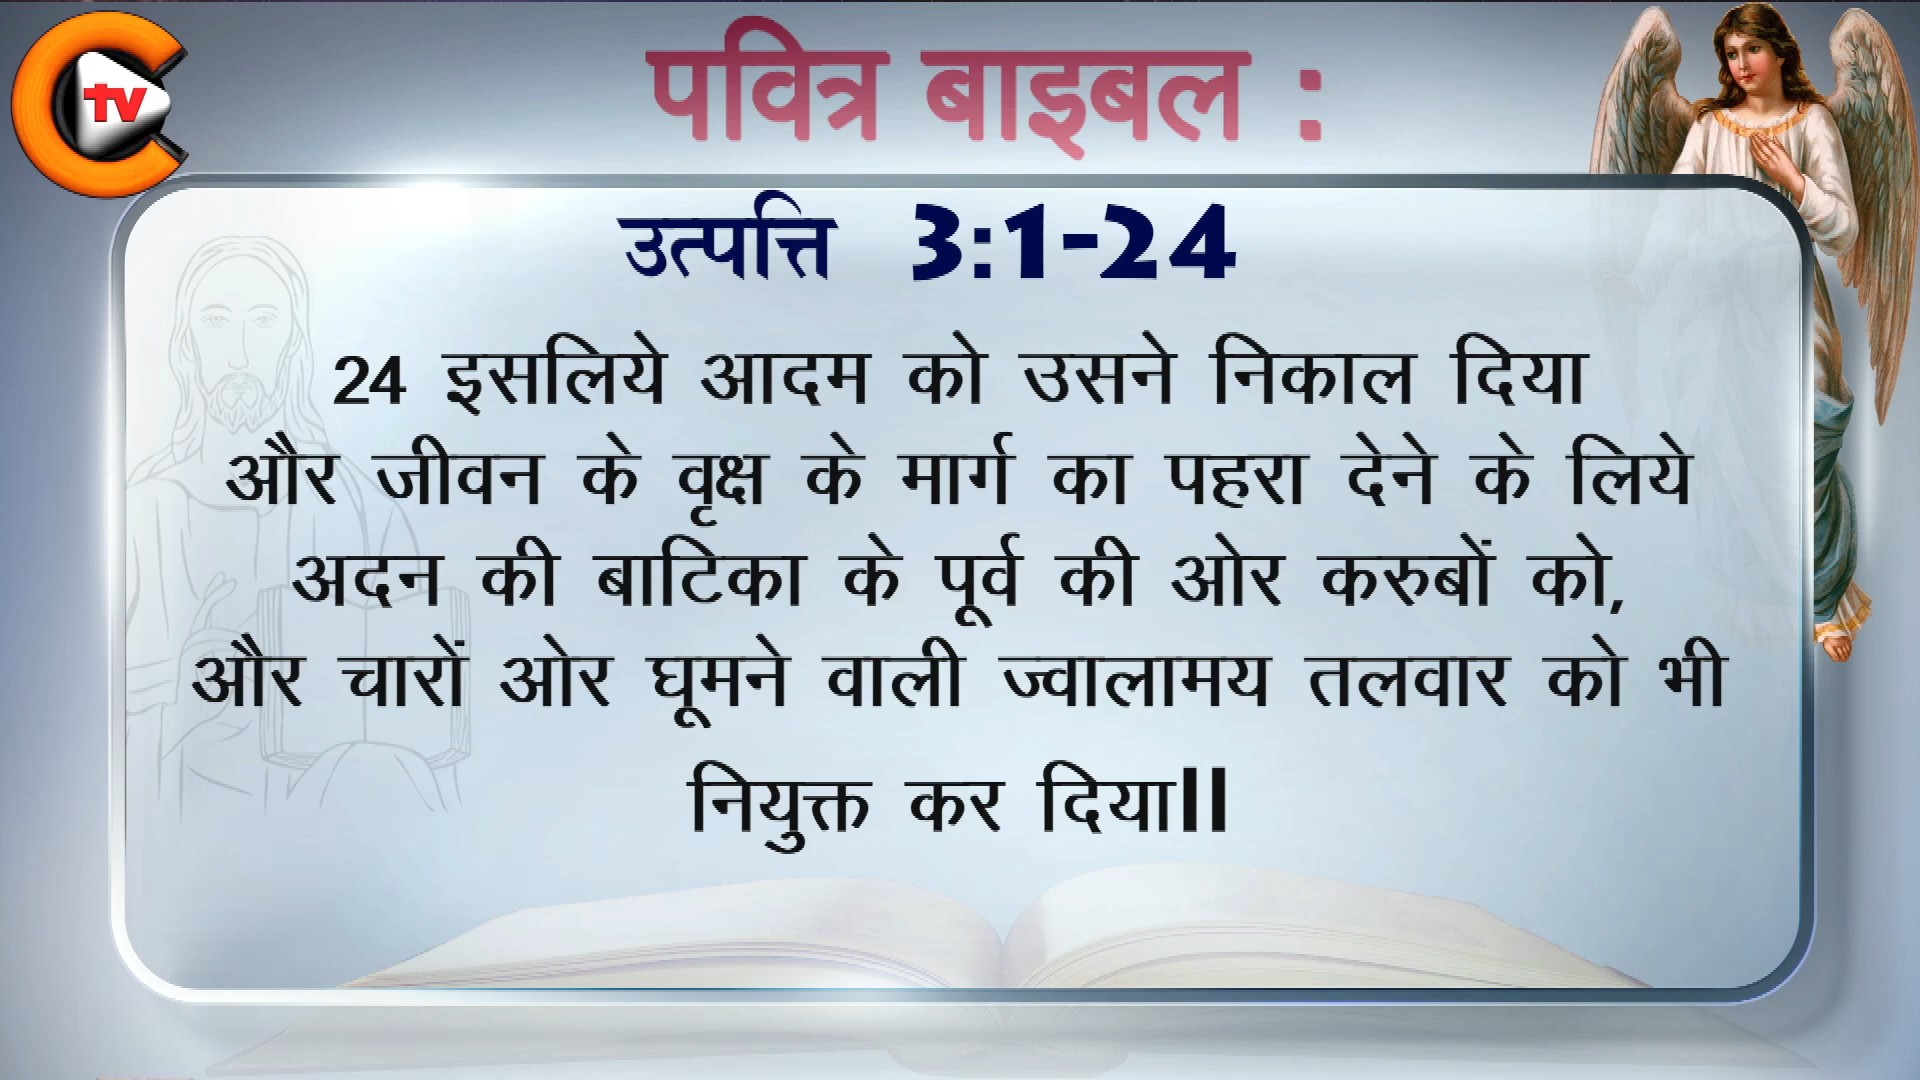 tv
पवित्र बाइबल :
उत्पत्ति 3:1-24
24 इसलिये आदम को उसने निकाल दिया
और जीवन के वृक्ष के मार्ग का पहरा देने के लिये
अदन की बाटिका के पूर्व की ओर करुबों को,
और चारों ओर घूमने वाली ज्वालामय तलवार को भी
नियुक्त कर दिया॥